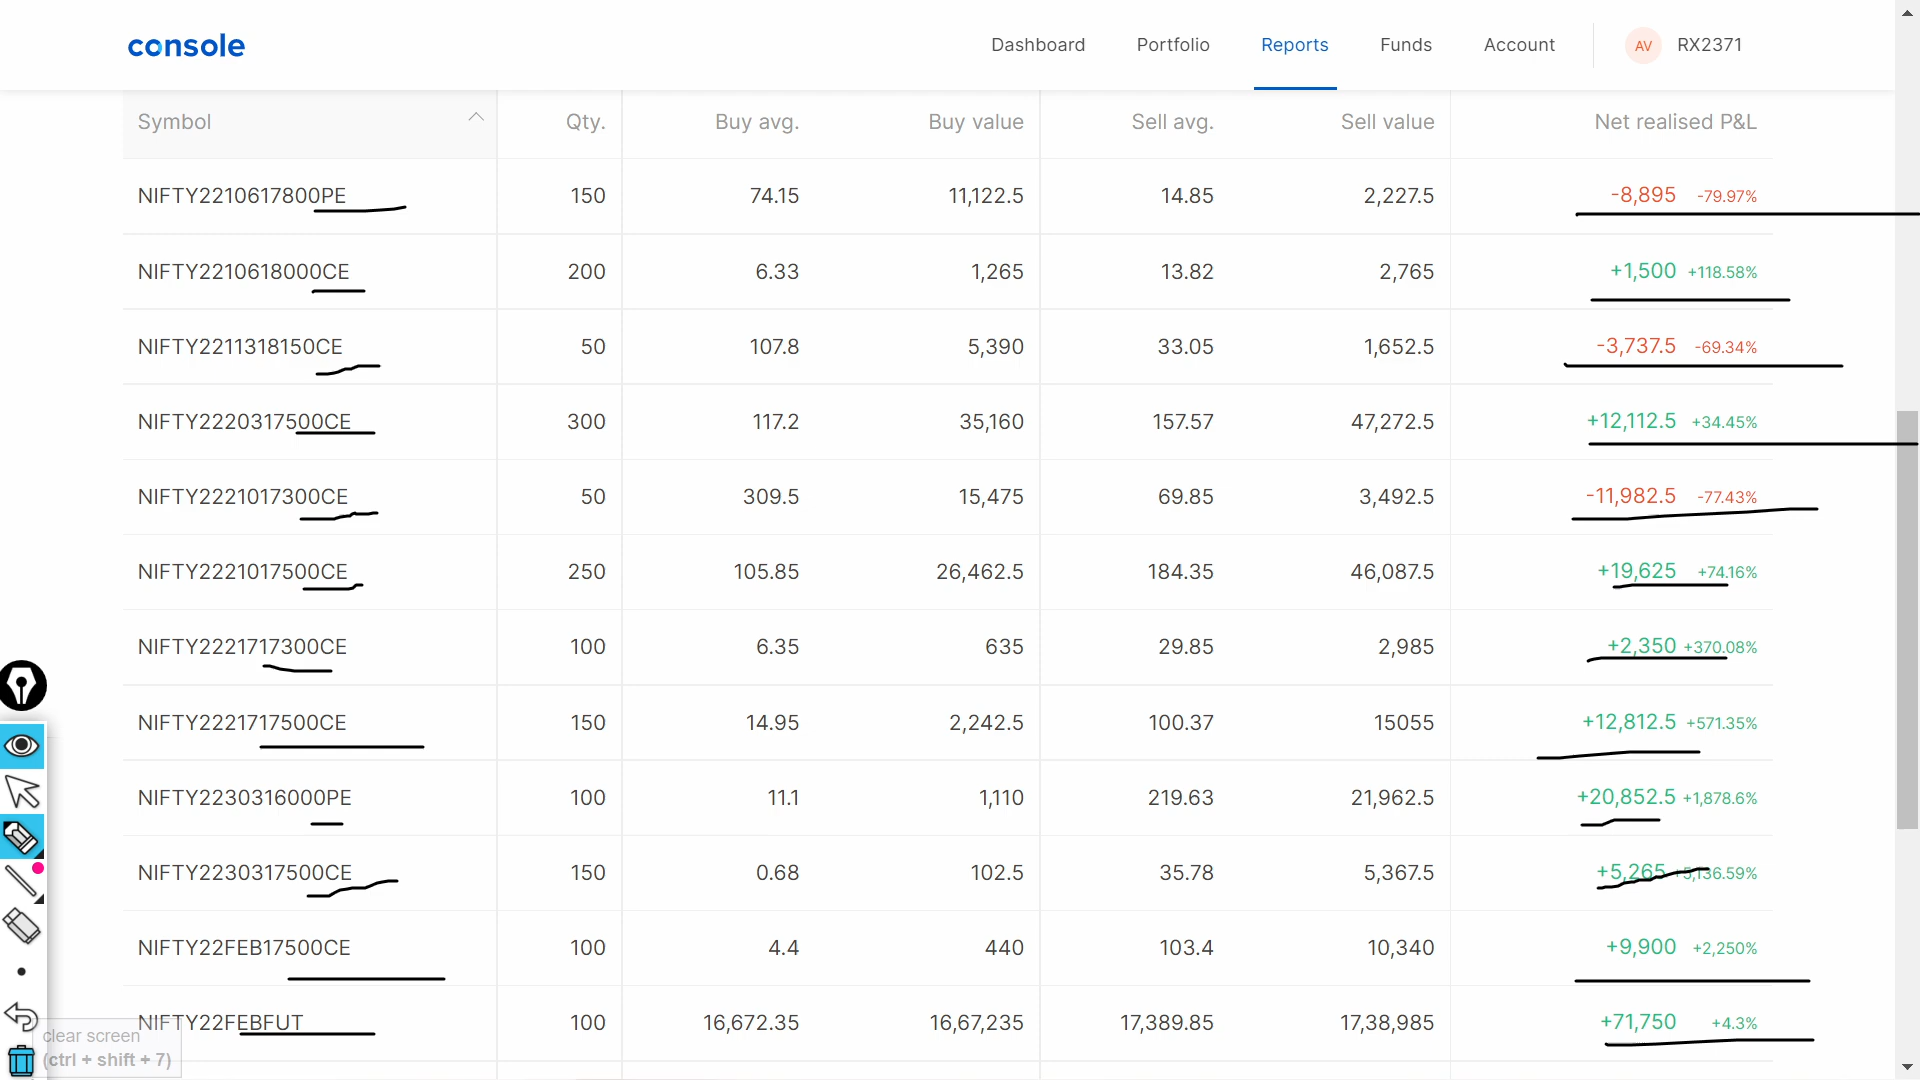 console Dashboard Portfolio Reports Funds Account AV RX2371
Symbol Qty. Buy avg. Buy value Sell avg. Sell value Net realised P&L
NIFTY2210617800PE 150 74.15 11,122.5 14.85 2,227.5 -8,895 -79.97%
NIFTY2210618000CE 200 6.33 1,265 13.82 2,765 +1,500 +118.58%
NIFTY2211318150CE 50 107.8 5,390 33.05 1,652.5 -3,737.5 -69.34%
NIFTY2220317500CE 300 117.2 35,160 157.57 47,272.5 +12,112.5 +34.45%
NIFTY2221017300CE 50 309.5 15,475 69.85 3,492.5 -11,982.5 -77.43%
NIFTY2221017500CE 250 105.85 26,462.5 184.35 46,087.5 +19,625 +74.16%
NIFTY2221717300CE 100 6.35 635 29.85 2,985 +2,350 +370.08%
NIFTY2221717500CE 150 14.95 2,242.5 100.37 15055 +12,812.5 +571.35%
NIFTY2230316000PE 100 11.1 1,110 219.63 21,962.5 +20,852.5 +1,878.6%
NIFTY2230317500CE 150 0.68 102.5 35.78 5,367.5 +5,265 +5,136.59%
NIFTY22FEB17500CE 100 4.4 440 103.4 10,340 +9,900 +2,250%
NIFTY22FEBFUT 100 16,672.35 16,67,235 17,389.85 17,38,985 +71,750 +4.3%
clear screen
(ctrl + shift + 7)